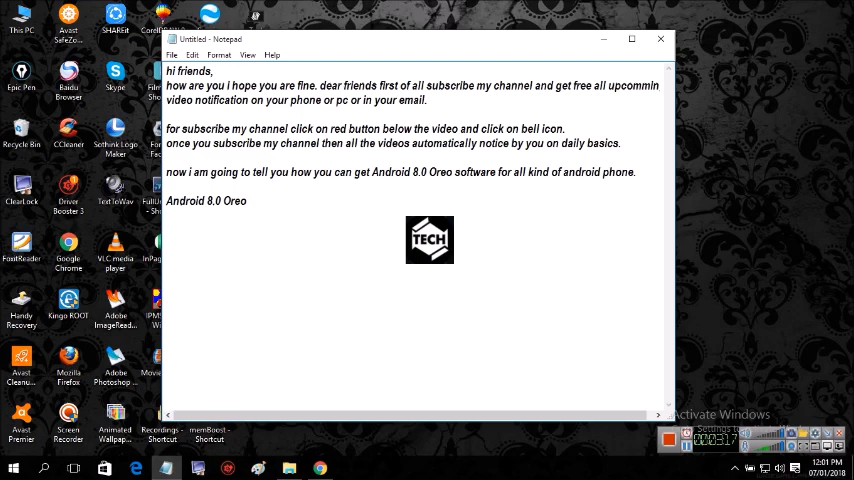 This PC
Avast SafeZo...
SHAREit
Untitled - Notepad
File Edit Format View Help
hi friends,
how are you i hope you are fine. dear friends first of all subscribe my channel and get free all upcommin
video notification on your phone or pc or in your email.
for subscribe my channel click on red button below the video and click on bell icon.
once you subscribe my channel then all the videos automatically notice by you on daily basics.
now i am going to tell you how you can get Android 8.0 Oreo software for all kind of android phone.
Android 8.0 Oreo
TECH
Epic Pen
Baidu Browser
Skype
Recycle Bin
CCleaner
Sothink Logo Maker
ClearLock
Driver Booster 3
TextToWav
FoxitReader
Google Chrome
VLC media player
Handy Recovery
Kingo ROOT
Adobe ImageRead...
Avast Cleanu...
Mozilla Firefox
Adobe Photoshop ...
Avast Premier
Screen Recorder
Animated Wallpap...
Recordings - Shortcut
memBoost - Shortcut
Activate Windows
00:03:17
12:01 PM
07/01/2018